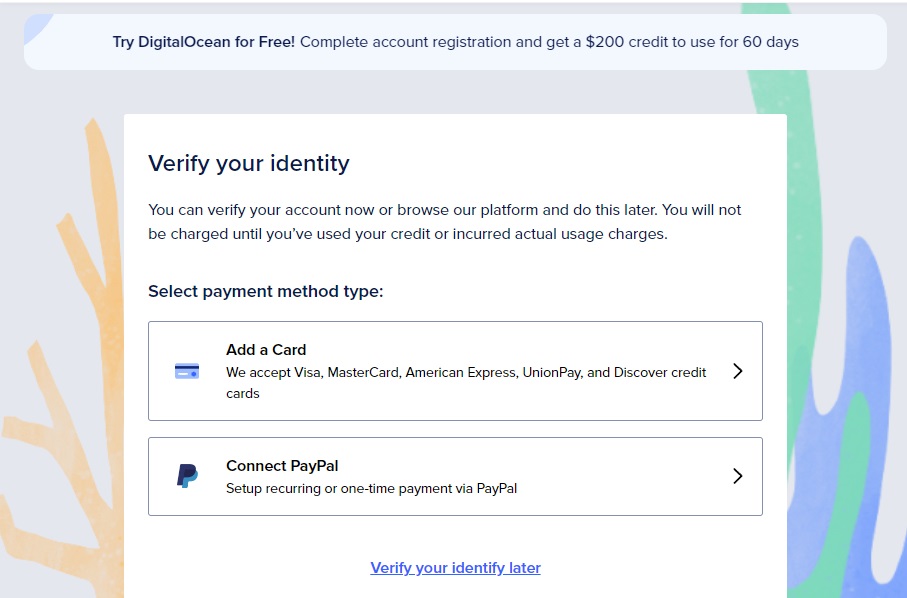 Try DigitalOcean for Free! Complete account registration and get a $200 credit to use for 60 days
Verify your identity
You can verify your account now or browse our platform and do this later. You will not
be charged until you’ve used your credit or incurred actual usage charges.
Select payment method type:
Add a Card
We accept Visa, MasterCard, American Express, UnionPay, and Discover credit
cards
Connect PayPal
Setup recurring or one-time payment via PayPal
Verify your identify later